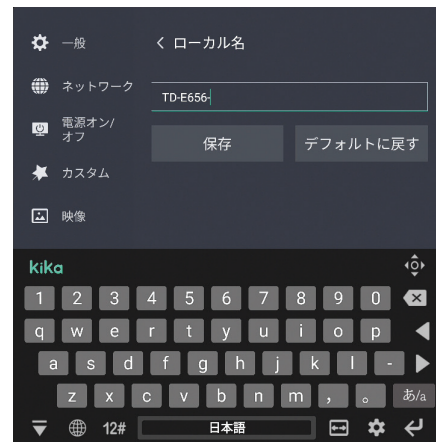 一般
ローカル名
ネットワーク
TD-E656-
電源オン/
オフ
保存
デフォルトに戻す
カスタム
映像
kika
1 2 3 4 5 6 7 8 9 0
q w e r t y u i o p
a s d f g h j k l -
z x c v b n m , 。 あ/a
12# 日本語